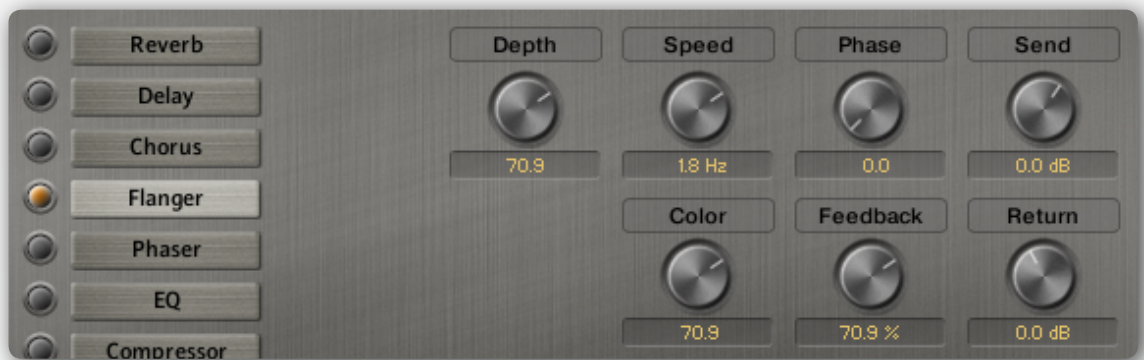 Reverb
Delay
Chorus
Flanger
Phaser
EQ
Compressor
Depth Speed Phase Send
70.9 1.8 Hz 0.0 0.0 dB
Color Feedback Return
70.9 70.9 % 0.0 dB